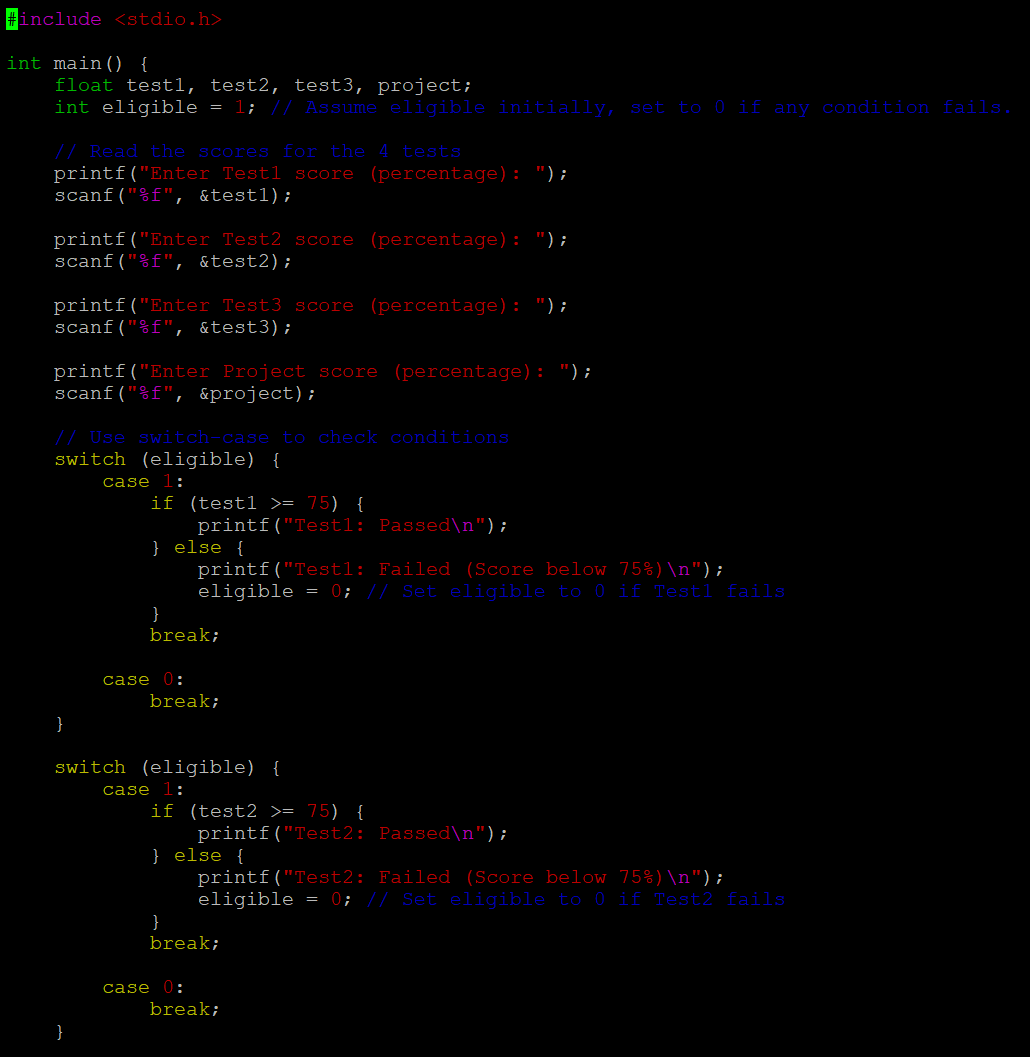 #include <stdio.h>

int main() {
    float test1, test2, test3, project;
    int eligible = 1; // Assume eligible initially, set to 0 if any condition fails.

    // Read the scores for the 4 tests
    printf("Enter Test1 score (percentage): ");
    scanf("%f", &test1);

    printf("Enter Test2 score (percentage): ");
    scanf("%f", &test2);

    printf("Enter Test3 score (percentage): ");
    scanf("%f", &test3);

    printf("Enter Project score (percentage): ");
    scanf("%f", &project);

    // Use switch-case to check conditions
    switch (eligible) {
        case 1:
            if (test1 >= 75) {
                printf("Test1: Passed\n");
            } else {
                printf("Test1: Failed (Score below 75%)\n");
                eligible = 0; // Set eligible to 0 if Test1 fails
            }
            break;

        case 0:
            break;
    }

    switch (eligible) {
        case 1:
            if (test2 >= 75) {
                printf("Test2: Passed\n");
            } else {
                printf("Test2: Failed (Score below 75%)\n");
                eligible = 0; // Set eligible to 0 if Test2 fails
            }
            break;

        case 0:
            break;
    }